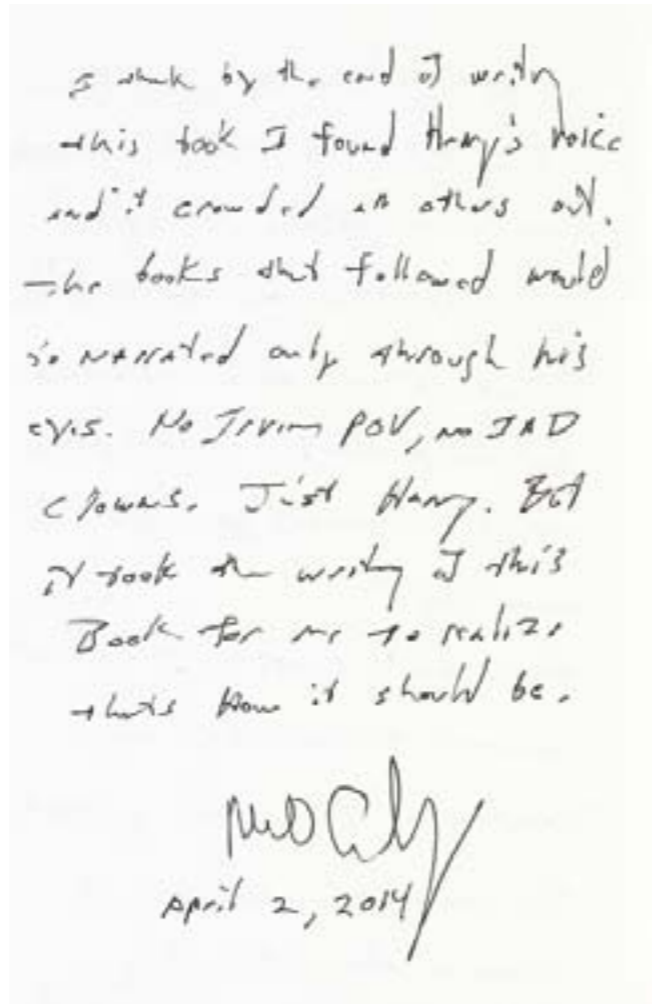 I think by the end of writing
this book I found Harry's voice
and it crowded all others out.
The books that followed would
be narrated only through his
eyes. No Irving POV, no IAD
clowns. Just Harry. But
it took the writing of this
Book for me to realize
that's how it should be.
April 2, 2014